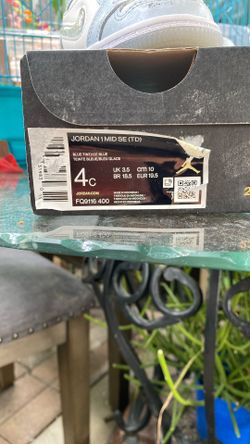 JORDAN 1 MID SE (TD)
BLUE TINT/ICE BLUE
TEINTE BLEUE/BLEU GLACE
4C
UK 3.5 CM 10
BR 18.5 EUR 19.5
JORDAN.COM
FQ9116 400